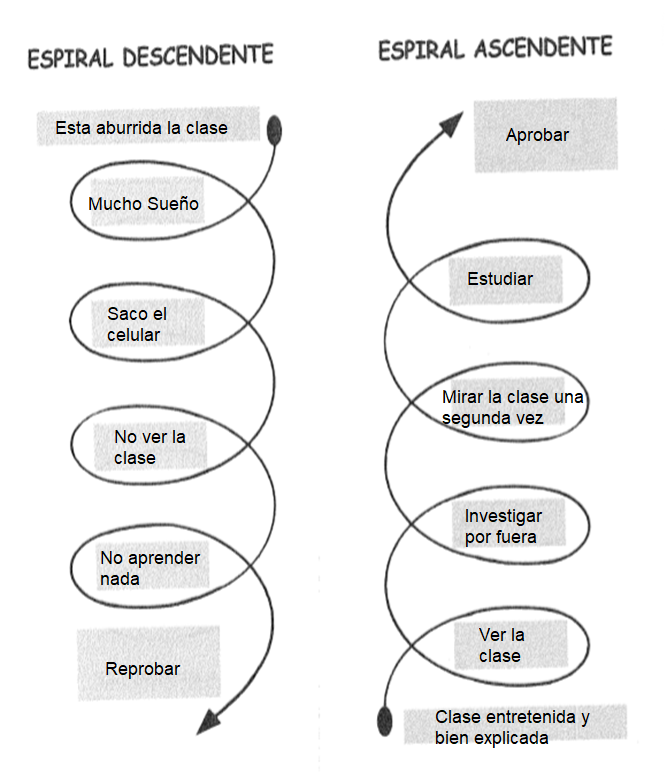 ESPIRAL DESCENDENTE
Esta aburrida la clase
Mucho Sueño
Saco el
celular
No ver la
clase
No aprender
nada
Reprobar
ESPIRAL ASCENDENTE
Aprobar
Estudiar
Mirar la clase una
segunda vez
Investigar
por fuera
Ver la
clase
Clase entretenida y
bien explicada